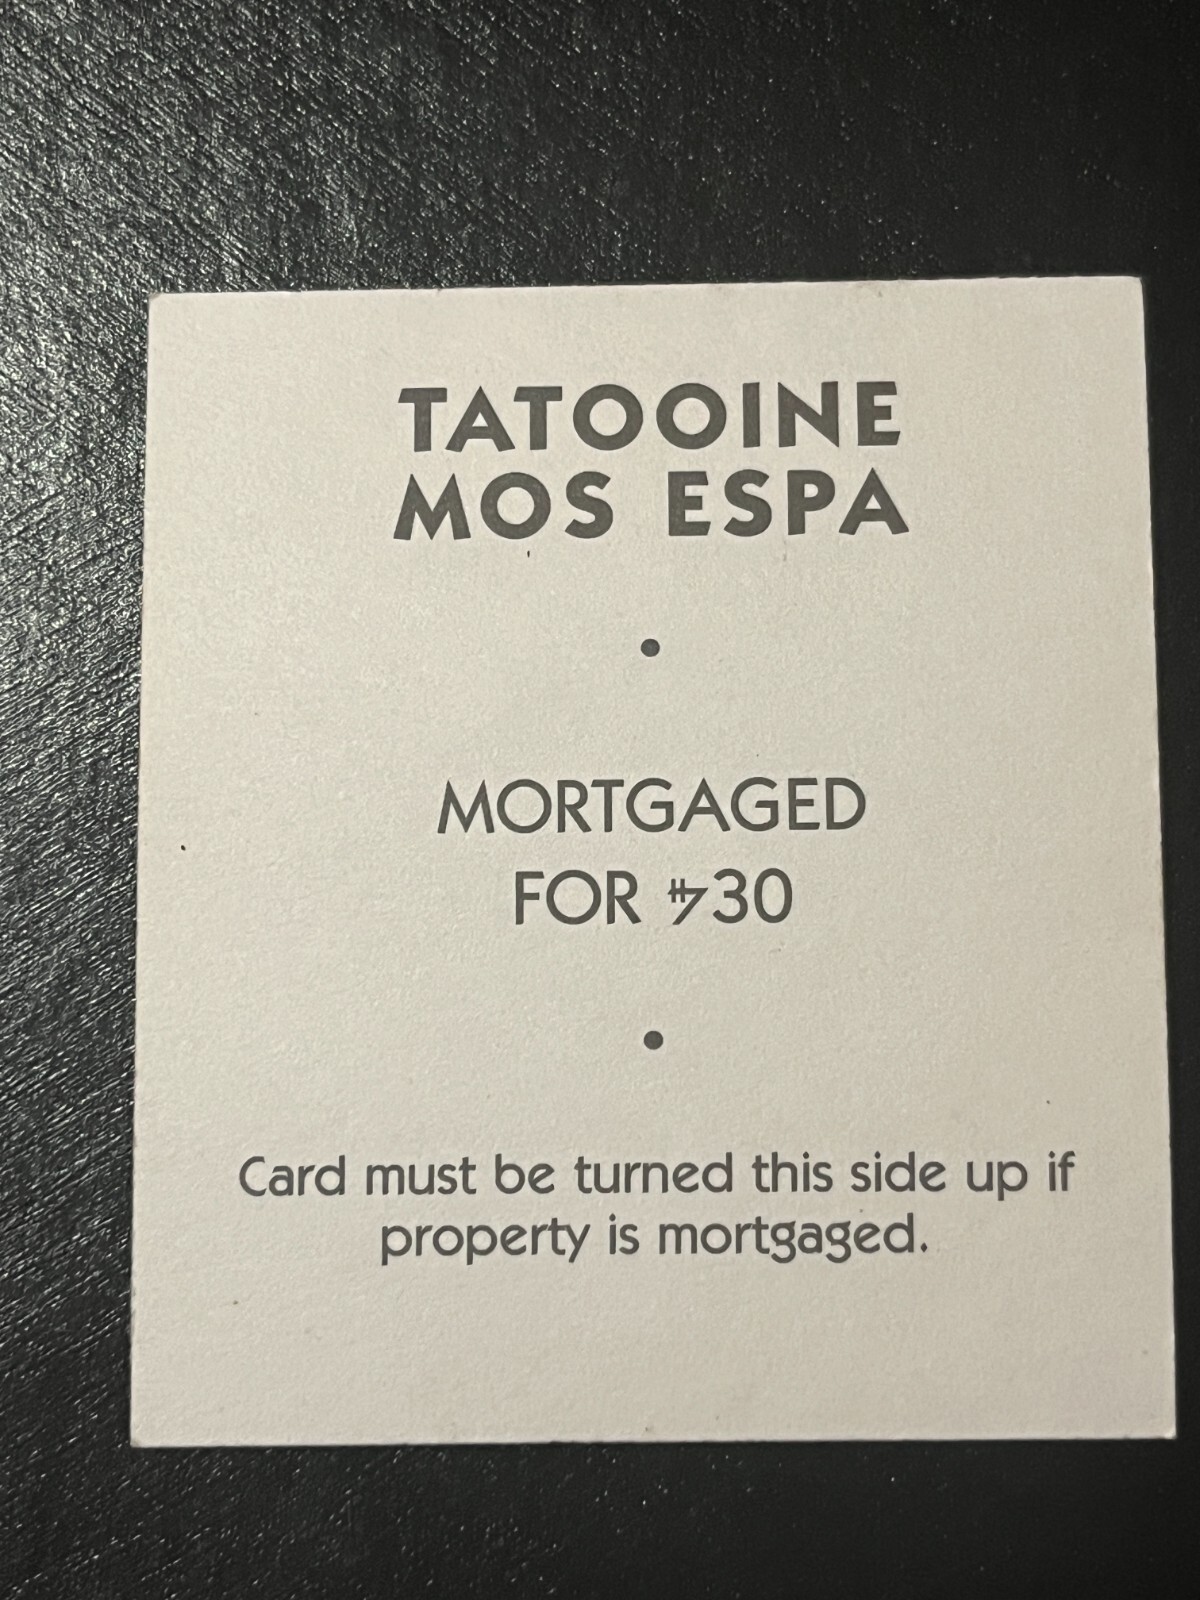 TATOOINE
MOS ESPA
•
MORTGAGED
FOR 30
•
Card must be turned this side up if
property is mortgaged.